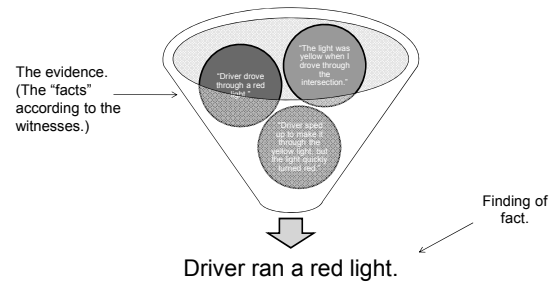 "The light was
yellow when I
drove through
the
intersection."
"Driver drove
through a red
light."
The evidence.
(The "facts"
according to the
witnesses.)
"Driver sped
up to make it
through the
yellow light, but
the light quickly
turned red"
Finding of
fact.
Driver ran a red light.